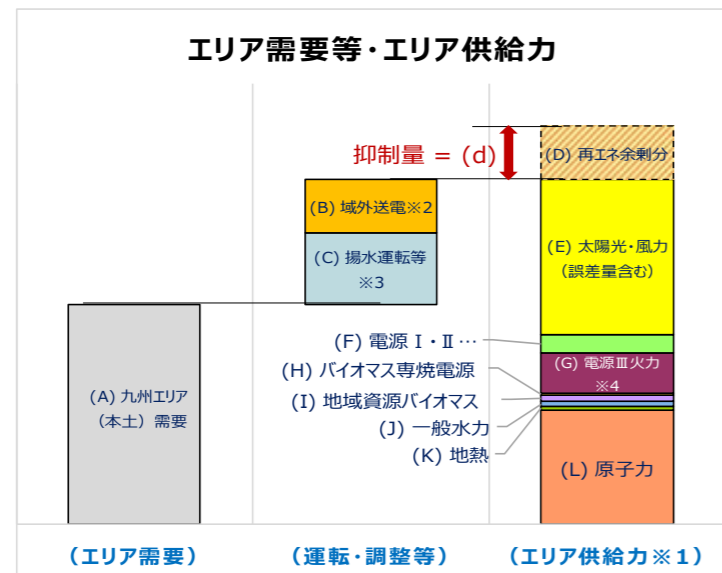 エリア需要等・エリア供給力
抑制量 = (d)
(D) 再エネ余剰分
(B) 域外送電※2
(C) 揚水運転等
※3
(E) 太陽光・風力
（誤差量含む）
(A) 九州エリア
（本土）需要
(F) 電源Ⅰ・Ⅱ…
(G) 電源Ⅲ火力
※4
(H) バイオマス専焼電源
(I) 地域資源バイオマス
(J) 一般水力
(K) 地熱
(L) 原子力
（エリア需要）
（運転・調整等）
（エリア供給力※1）